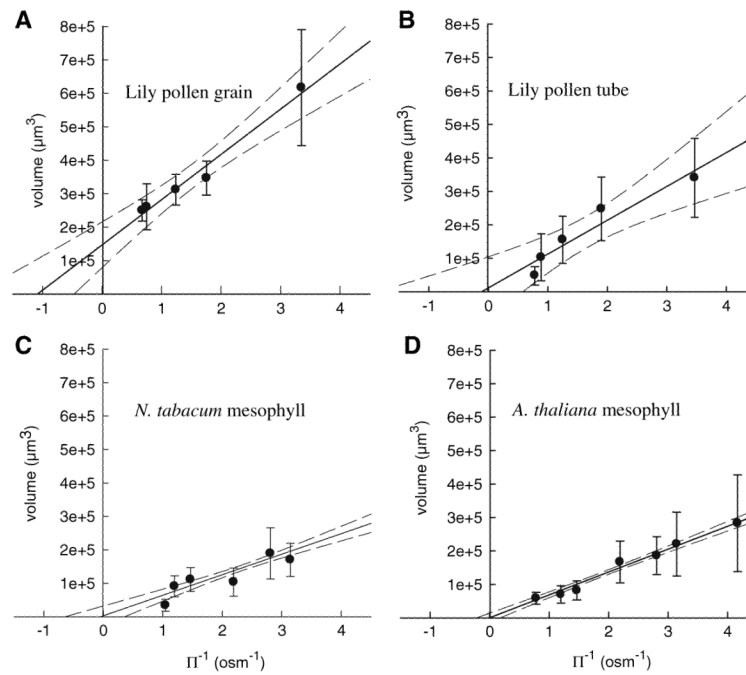 A
8e+5
7e+5
6e+5
5e+5
4e+5
3e+5
2e+5
1e+5
volume (µm³)
Lily pollen grain
-1 0 1 2 3 4
B
8e+5
7e+5
6e+5
5e+5
4e+5
3e+5
2e+5
1e+5
volume (µm³)
Lily pollen tube
-1 0 1 2 3 4
C
8e+5
7e+5
6e+5
5e+5
4e+5
3e+5
2e+5
1e+5
volume (µm³)
N. tabacum mesophyll
-1 0 1 2 3 4
Π⁻¹ (osm⁻¹)
D
8e+5
7e+5
6e+5
5e+5
4e+5
3e+5
2e+5
1e+5
volume (µm³)
A. thaliana mesophyll
-1 0 1 2 3 4
Π⁻¹ (osm⁻¹)